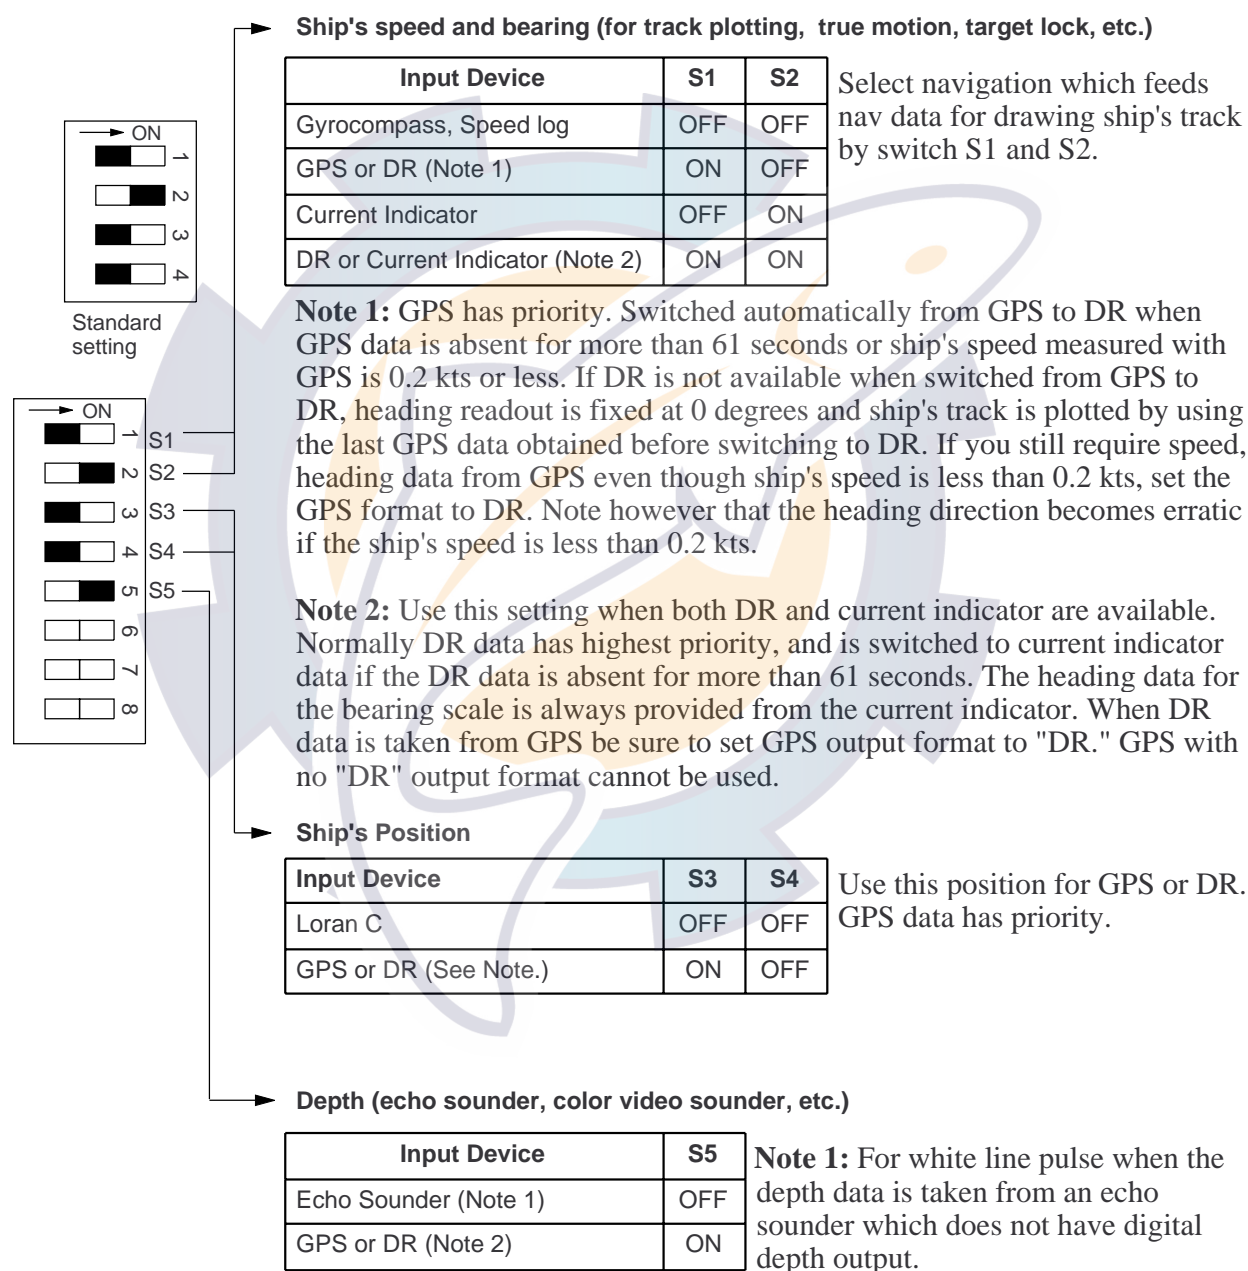 Ship's speed and bearing (for track plotting, true motion, target lock, etc.)
Input Device S1 S2
Gyrocompass, Speed log OFF OFF
GPS or DR (Note 1) ON OFF
Current Indicator OFF ON
DR or Current Indicator (Note 2) ON ON
Select navigation which feeds
nav data for drawing ship's track
by switch S1 and S2.
ON
1
2
3
4
Standard
setting
Note 1: GPS has priority. Switched automatically from GPS to DR when
GPS data is absent for more than 61 seconds or ship's speed measured with
GPS is 0.2 kts or less. If DR is not available when switched from GPS to
DR, heading readout is fixed at 0 degrees and ship's track is plotted by using
the last GPS data obtained before switching to DR. If you still require speed,
heading data from GPS even though ship's speed is less than 0.2 kts, set the
GPS format to DR. Note however that the heading direction becomes erratic
if the ship's speed is less than 0.2 kts.
ON
1 S1
2 S2
3 S3
4 S4
5 S5
6
7
8
Note 2: Use this setting when both DR and current indicator are available.
Normally DR data has highest priority, and is switched to current indicator
data if the DR data is absent for more than 61 seconds. The heading data for
the bearing scale is always provided from the current indicator. When DR
data is taken from GPS be sure to set GPS output format to "DR." GPS with
no "DR" output format cannot be used.
Ship's Position
Input Device S3 S4
Loran C OFF OFF
GPS or DR (See Note.) ON OFF
Use this position for GPS or DR.
GPS data has priority.
Depth (echo sounder, color video sounder, etc.)
Input Device S5
Echo Sounder (Note 1) OFF
GPS or DR (Note 2) ON
Note 1: For white line pulse when the
depth data is taken from an echo
sounder which does not have digital
depth output.